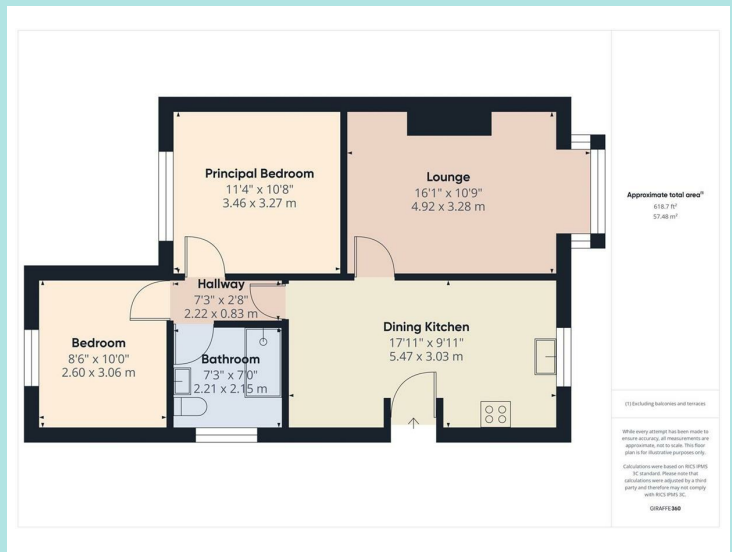 Principal Bedroom
11'4" x 10'8"
3.46 x 3.27 m
Lounge
16'1" x 10'9"
4.92 x 3.28 m
Hallway
7'3" x 2'8"
2.22 x 0.83 m
Bedroom
8'6" x 10'0"
2.60 x 3.06 m
Bathroom
7'3" x 7'0"
2.21 x 2.15 m
Dining Kitchen
17'11" x 9'11"
5.47 x 3.03 m
Approximate total area⁽¹⁾
618.7 ft²
57.48 m²
(1) Excluding balconies and terraces
While every attempt has been made to
ensure accuracy, all measurements are
approximate, not to scale. This floor
plan is for illustrative purposes only.
Calculations were based on RICS IPMS
3C standard. Please note that
calculations were adjusted by a third
party and therefore may not comply
with RICS IPMS 3C.
GIRAFFE360